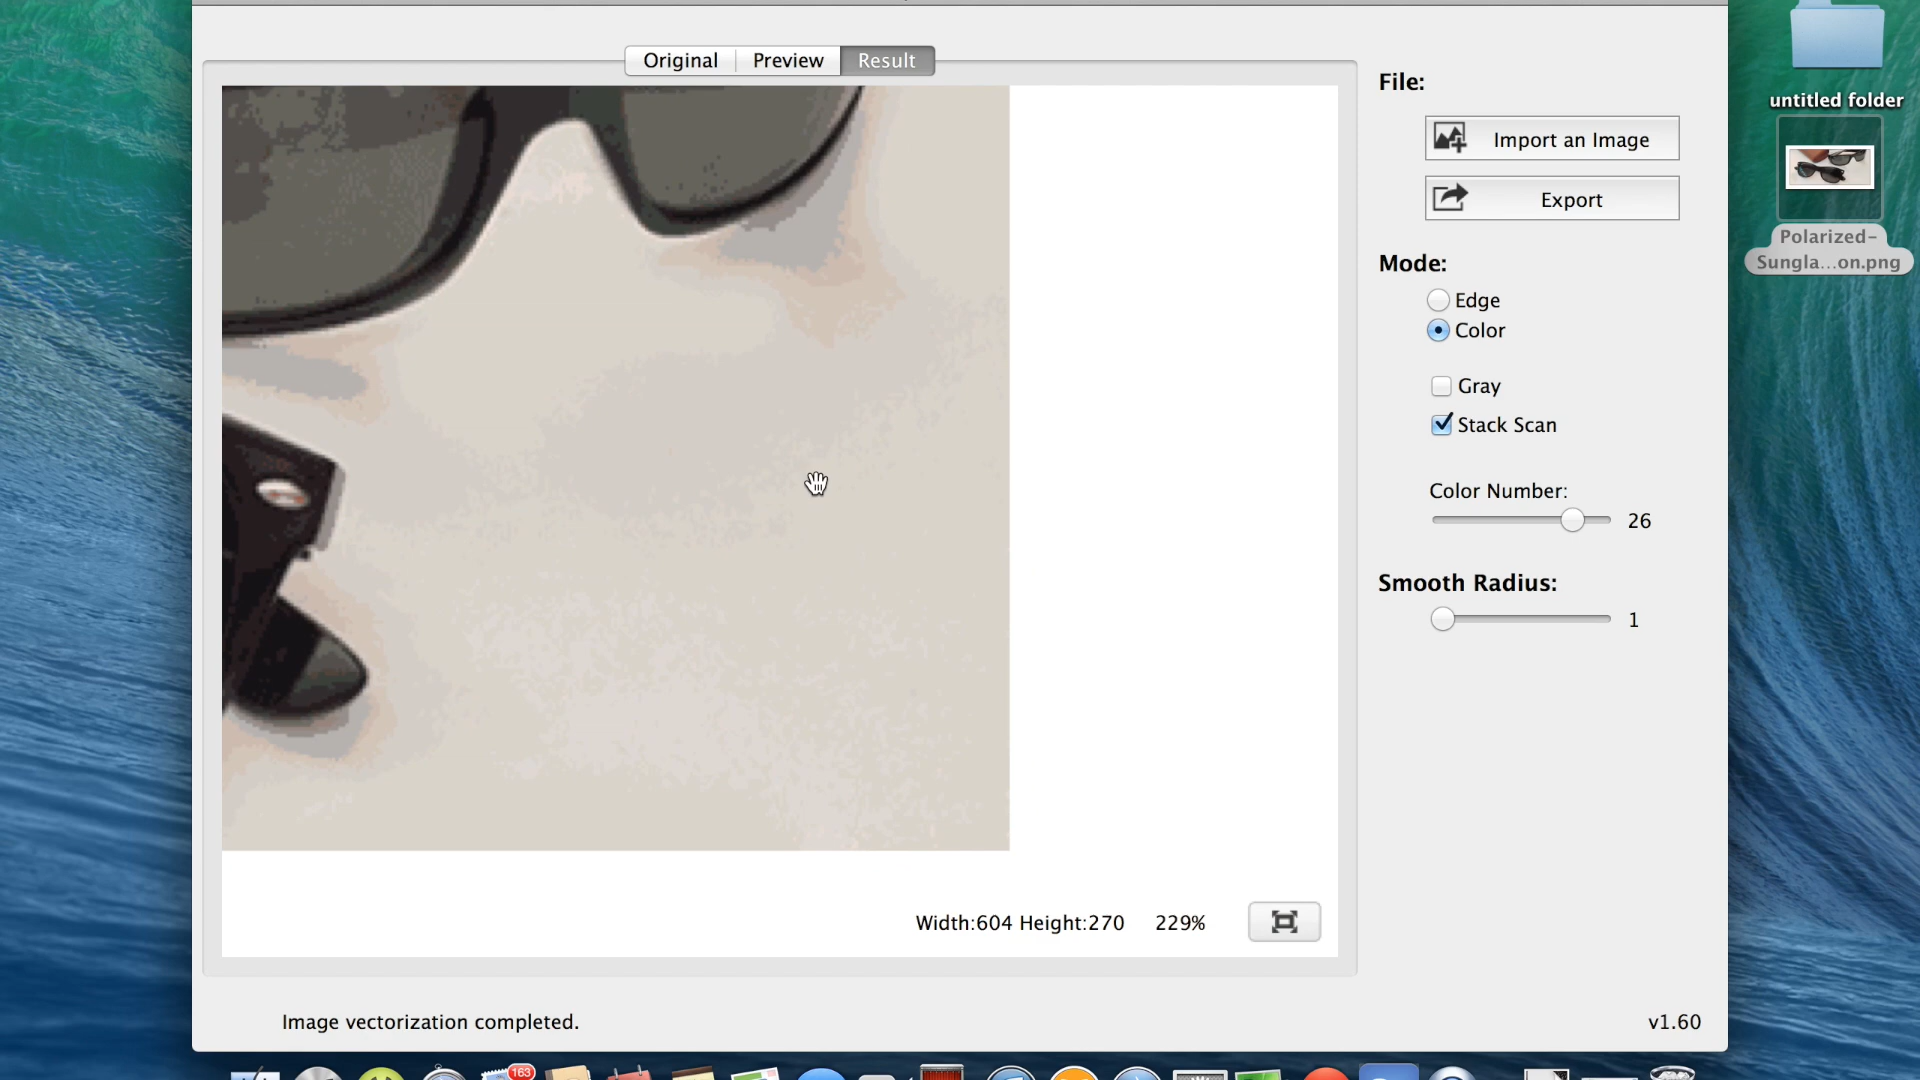 Original Preview Result
File:
Import an Image
Export
Mode:
Edge
Color
Gray
Stack Scan
Color Number:
26
Smooth Radius:
1
Width:604 Height:270 229%
Image vectorization completed.
v1.60
untitled folder
Polarized-
Sungla...on.png
163